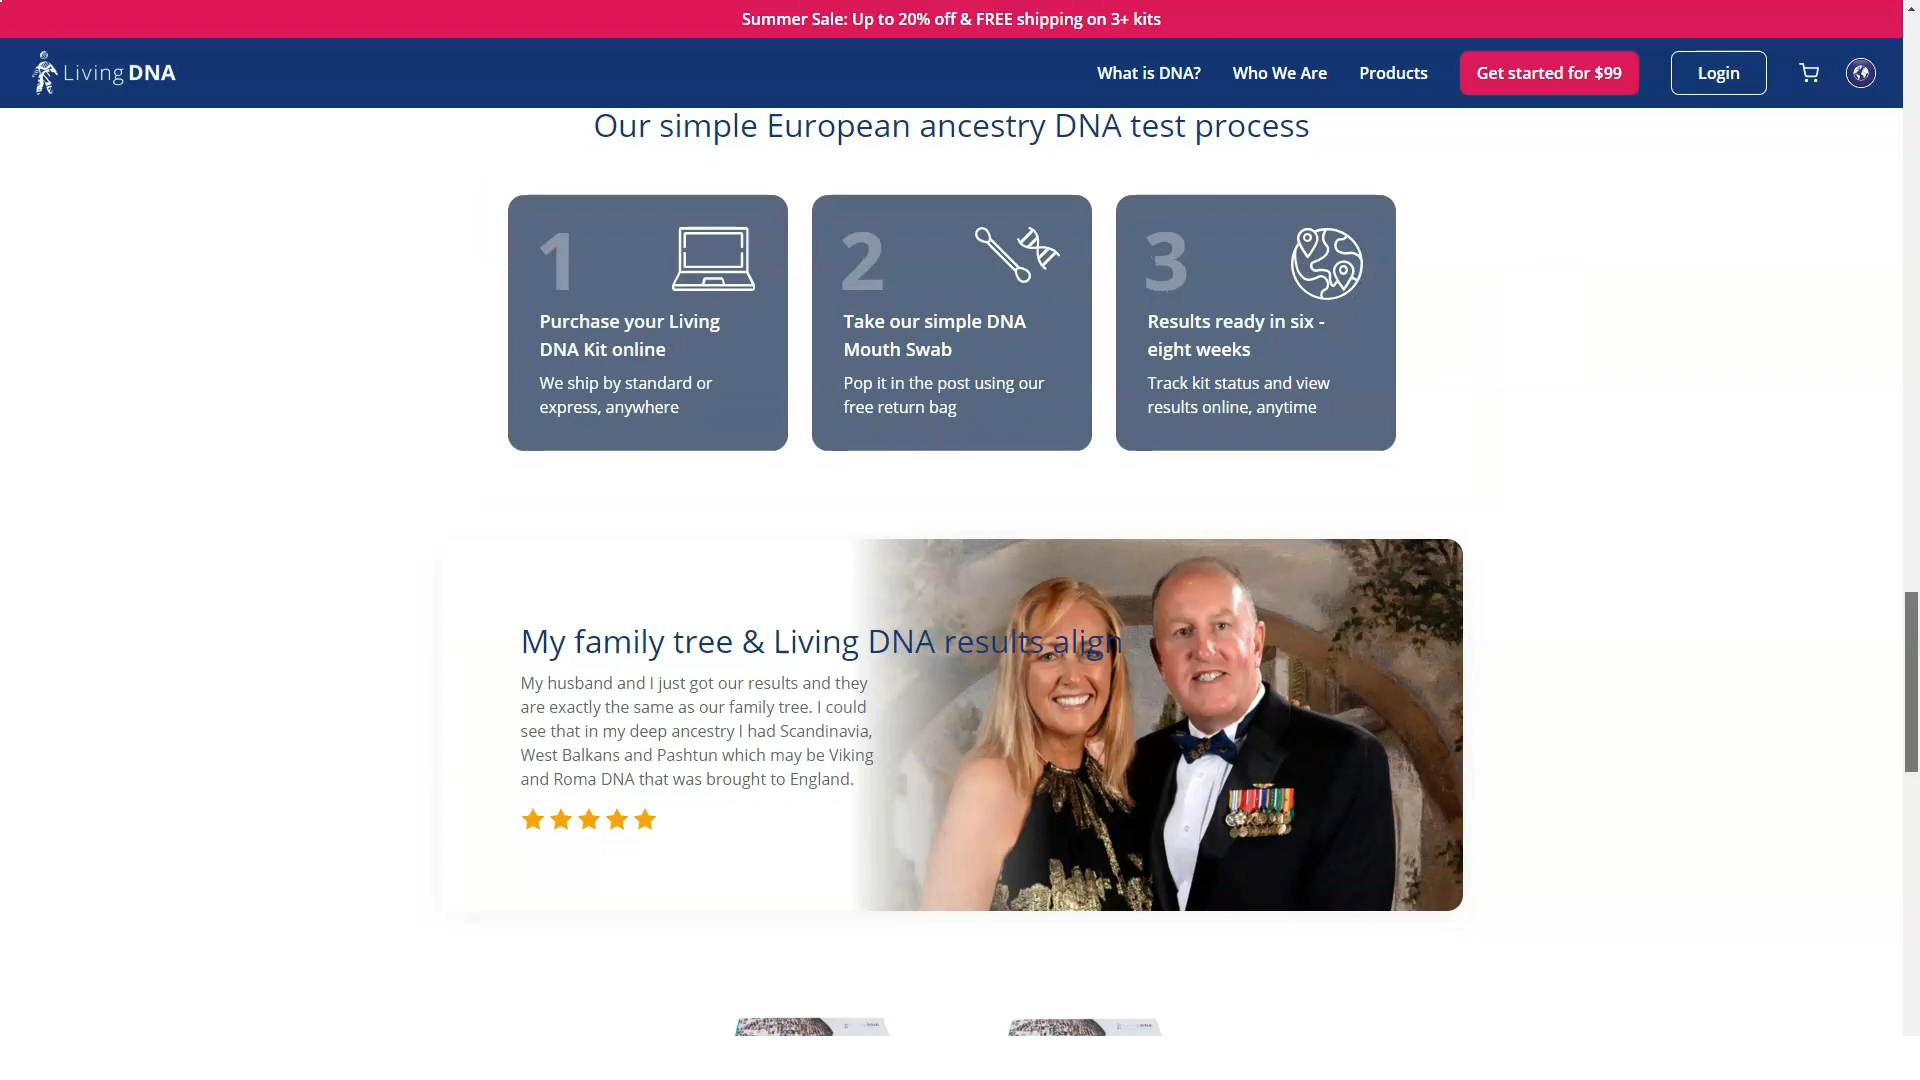 Summer Sale: Up to 20% off & FREE shipping on 3+ kits
Living DNA
What is DNA?
Who We Are
Products
Get started for $99
Login
Our simple European ancestry DNA test process
1
Purchase your Living
DNA Kit online
We ship by standard or
express, anywhere
2
Take our simple DNA
Mouth Swab
Pop it in the post using our
free return bag
3
Results ready in six -
eight weeks
Track kit status and view
results online, anytime
My family tree & Living DNA results align
My husband and I just got our results and they
are exactly the same as our family tree. I could
see that in my deep ancestry I had Scandinavia,
West Balkans and Pashtun which may be Viking
and Roma DNA that was brought to England.